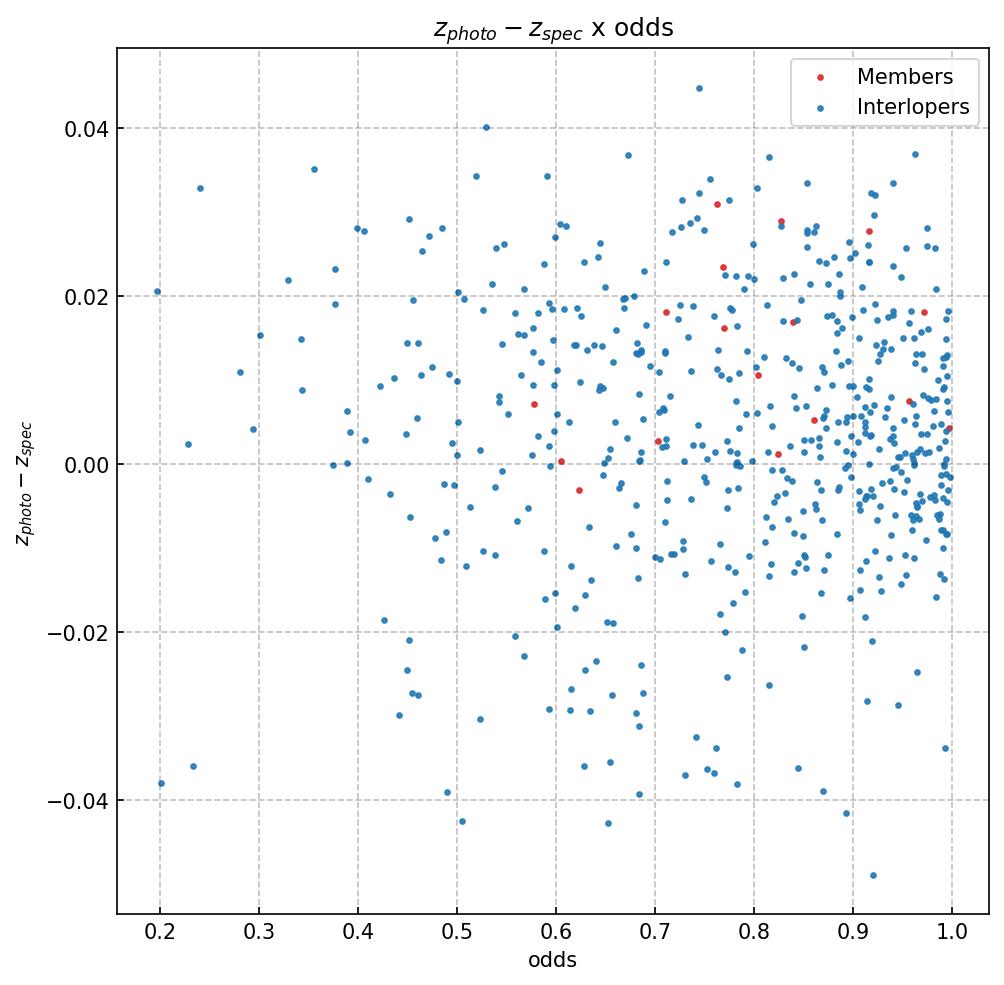 z_photo − z_spec x odds
Members
Interlopers
0.04
0.02
0.00
−0.02
−0.04
z_photo − z_spec
0.2 0.3 0.4 0.5 0.6 0.7 0.8 0.9 1.0
odds